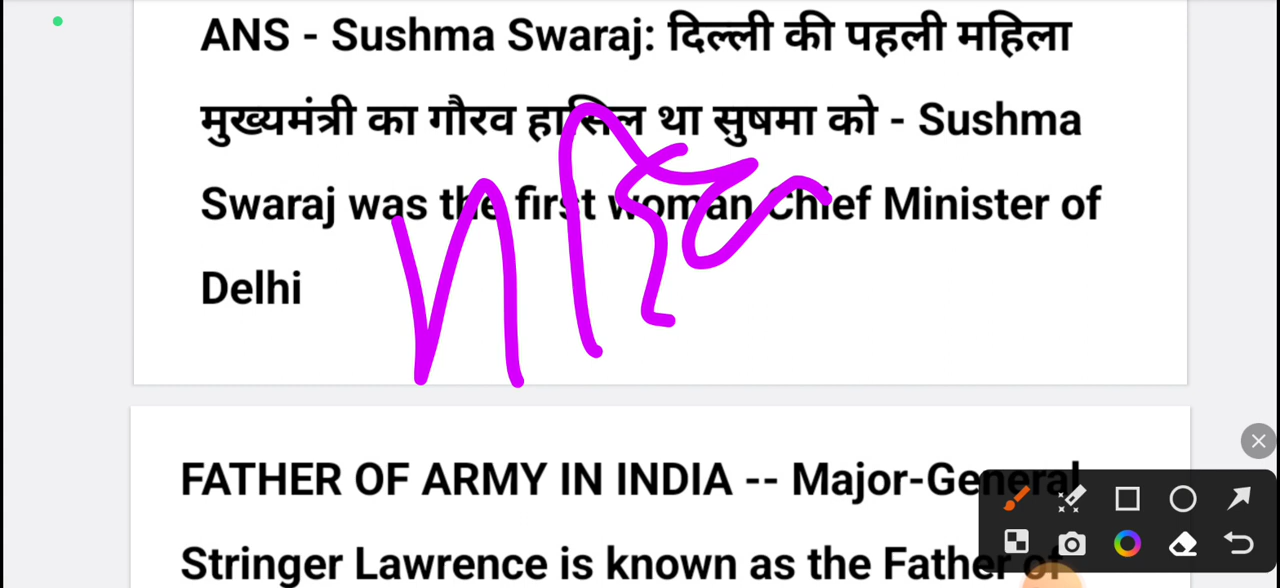 ANS - Sushma Swaraj: दिल्ली की पहली महिला
मुख्यमंत्री का गौरव हासिल था सुषमा को - Sushma
Swaraj was the first woman Chief Minister of
Delhi
FATHER OF ARMY IN INDIA -- Major-General
Stringer Lawrence is known as the Father of